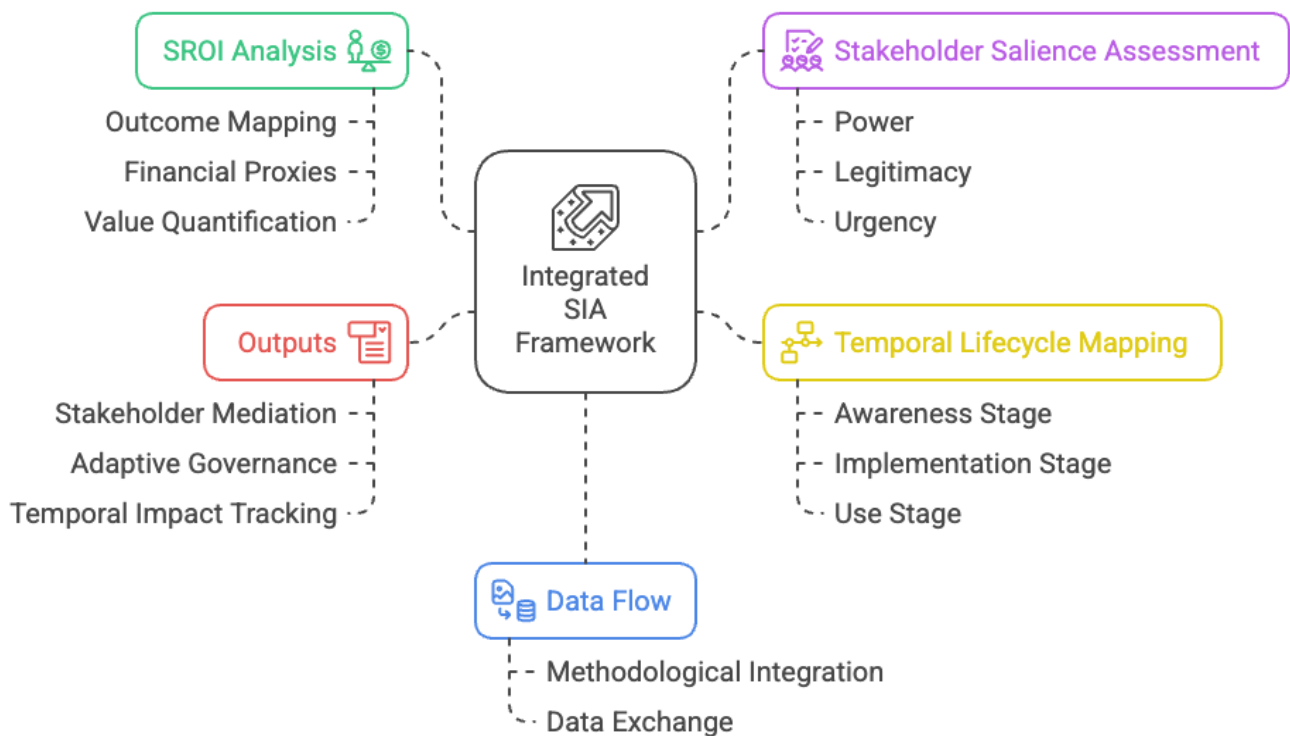 SROI Analysis
Outcome Mapping
Financial Proxies
Value Quantification
Stakeholder Salience Assessment
Power
Legitimacy
Urgency
Integrated
SIA
Framework
Outputs
Stakeholder Mediation
Adaptive Governance
Temporal Impact Tracking
Temporal Lifecycle Mapping
Awareness Stage
Implementation Stage
Use Stage
Data Flow
Methodological Integration
Data Exchange